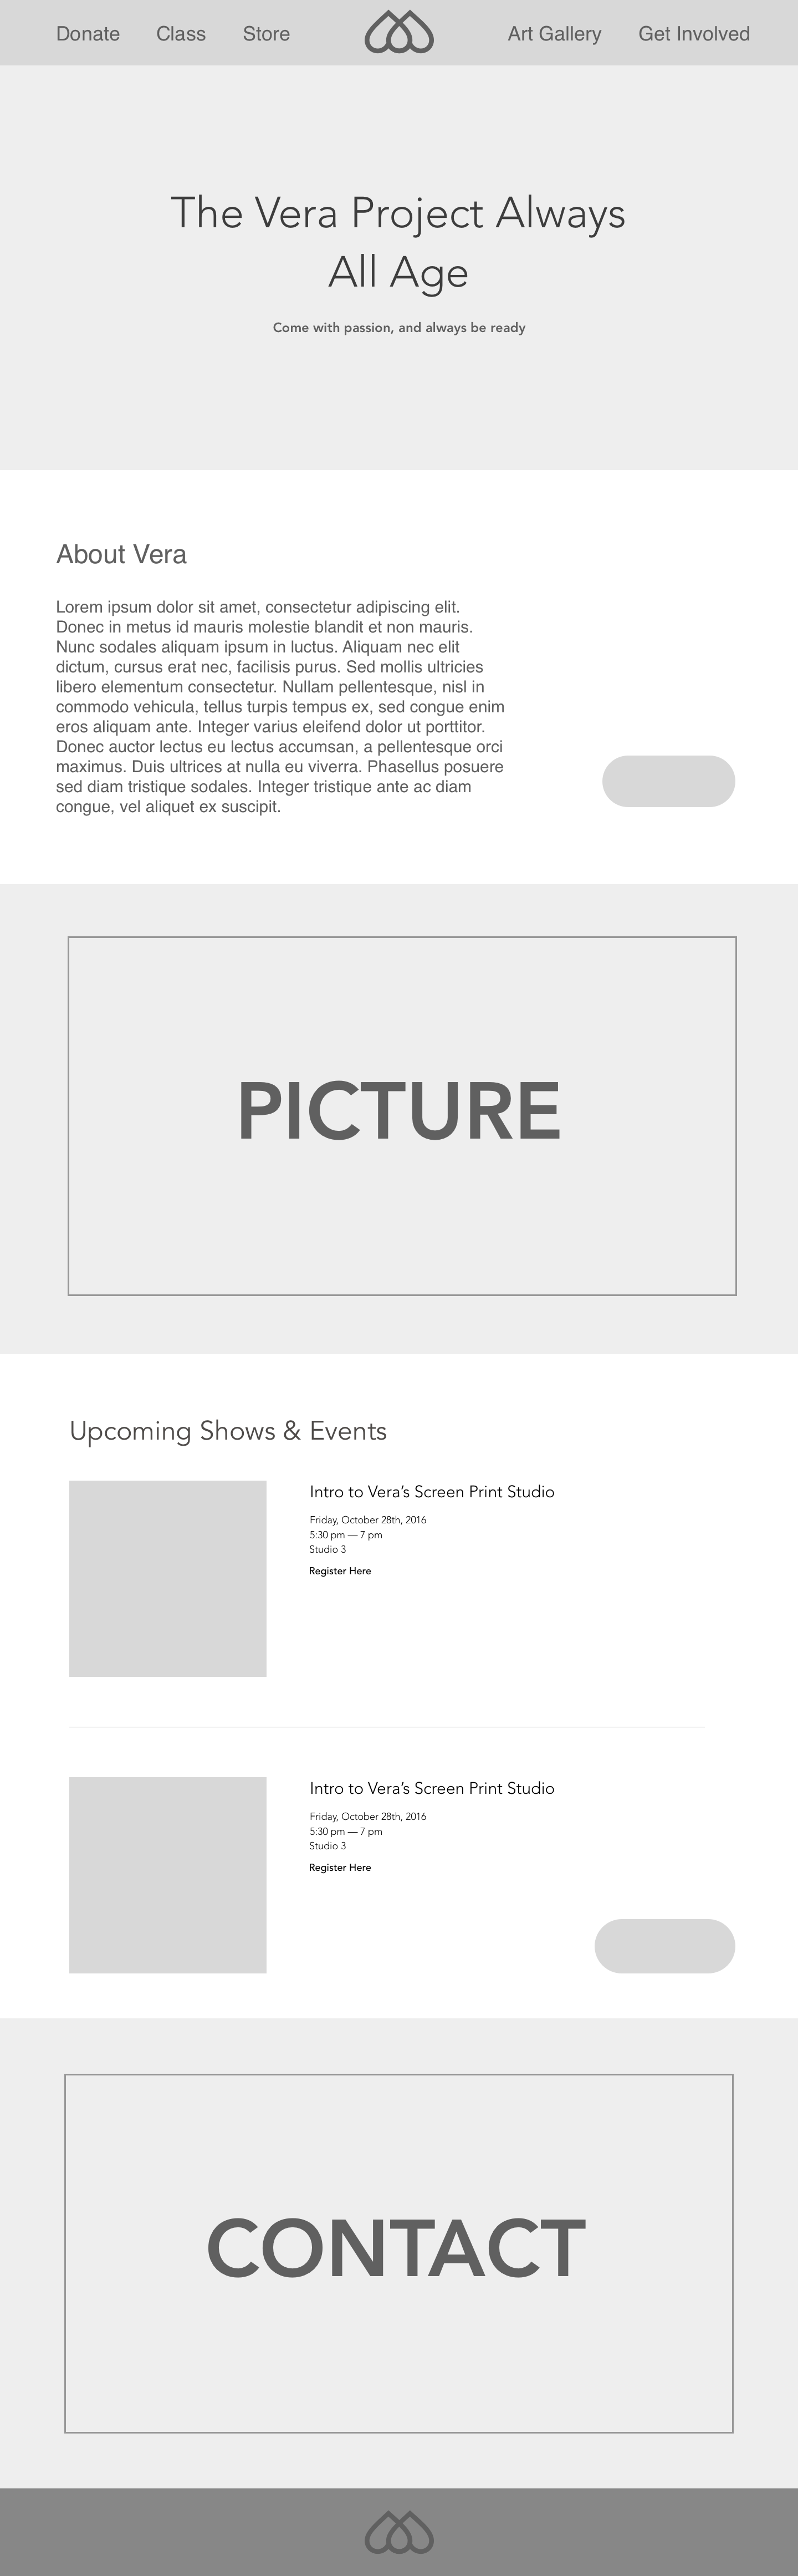 Donate Class Store Art Gallery Get Involved
The Vera Project Always
All Age
Come with passion, and always be ready
About Vera
Lorem ipsum dolor sit amet, consectetur adipiscing elit.
Donec in metus id mauris molestie blandit et non mauris.
Nunc sodales aliquam ipsum in luctus. Aliquam nec elit
dictum, cursus erat nec, facilisis purus. Sed mollis ultricies
libero elementum consectetur. Nullam pellentesque, nisl in
commodo vehicula, tellus turpis tempus ex, sed congue enim
eros aliquam ante. Integer varius eleifend dolor ut porttitor.
Donec auctor lectus eu lectus accumsan, a pellentesque orci
maximus. Duis ultrices at nulla eu viverra. Phasellus posuere
sed diam tristique sodales. Integer tristique ante ac diam
congue, vel aliquet ex suscipit.
PICTURE
Upcoming Shows & Events
Intro to Vera’s Screen Print Studio
Friday, October 28th, 2016
5:30 pm — 7 pm
Studio 3
Register Here
Intro to Vera’s Screen Print Studio
Friday, October 28th, 2016
5:30 pm — 7 pm
Studio 3
Register Here
CONTACT